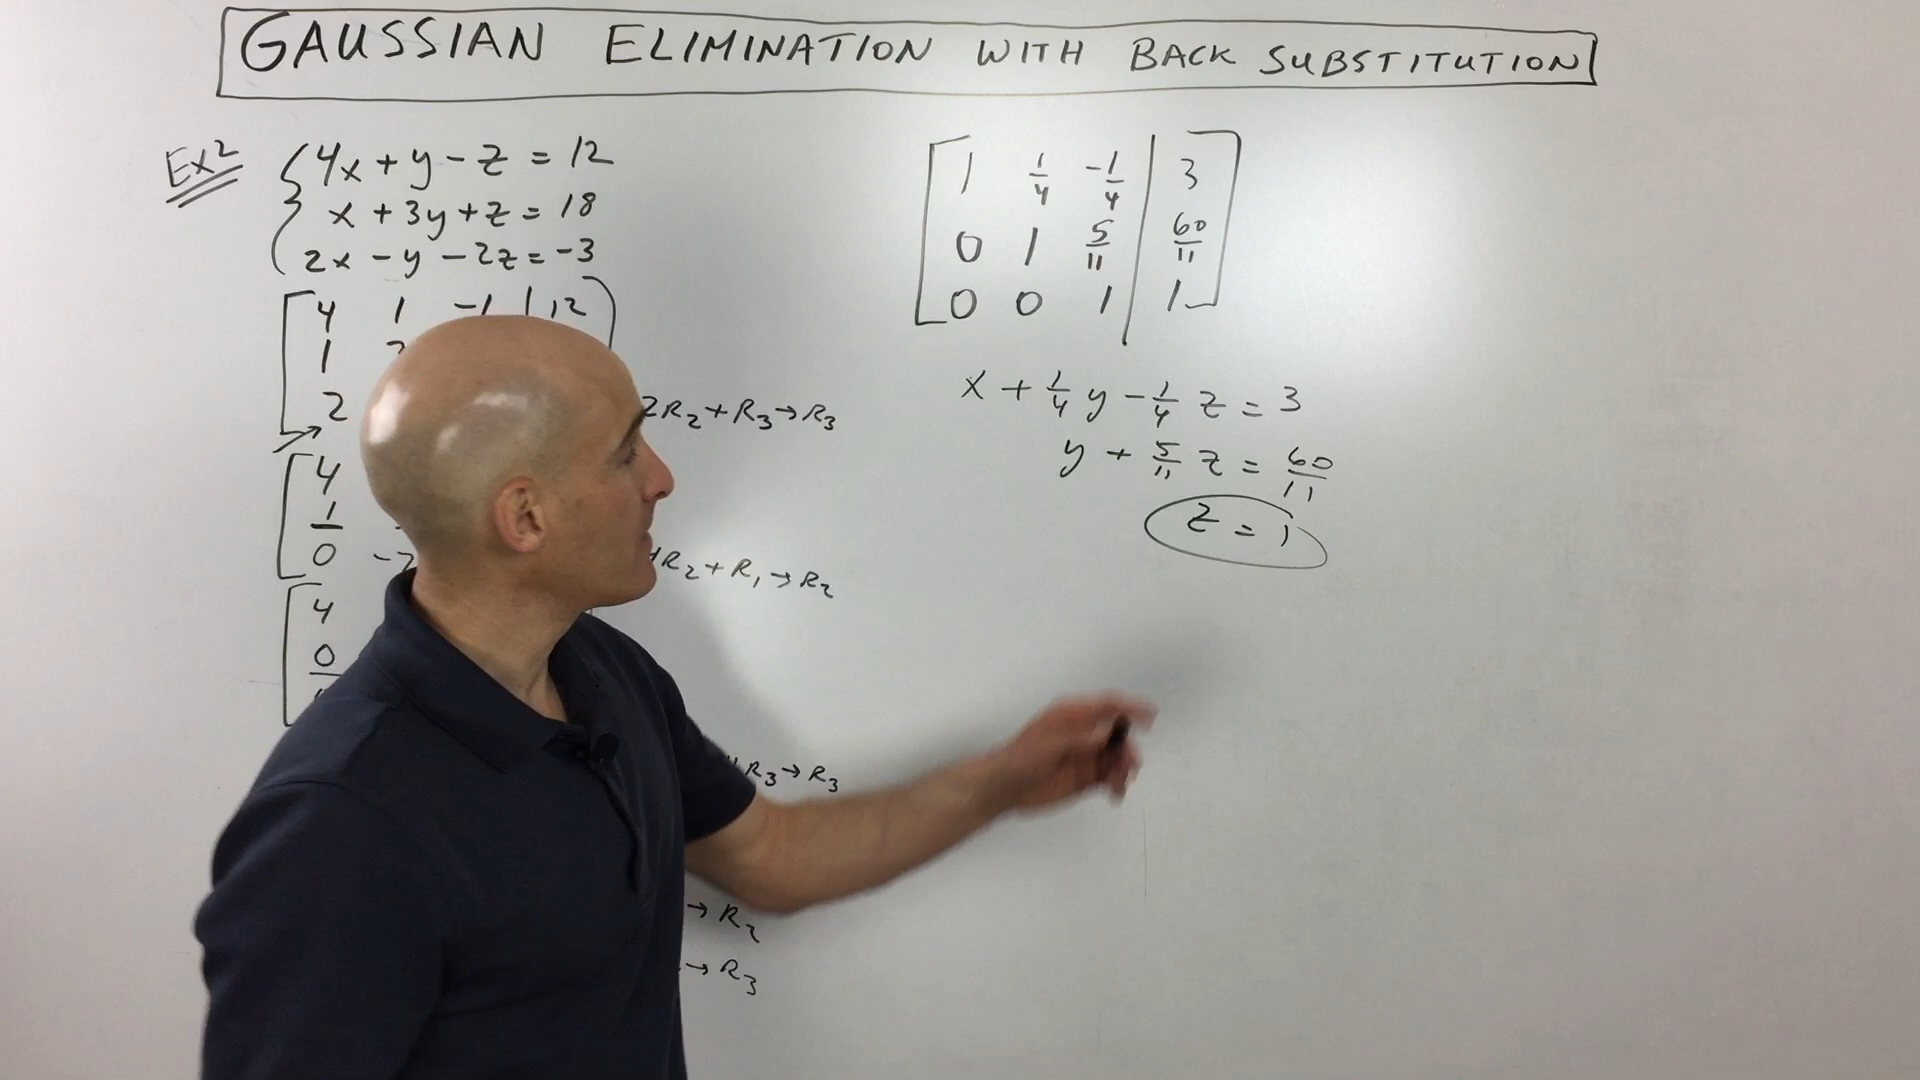 GAUSSIAN ELIMINATION WITH BACK SUBSTITUTION
Ex 2
4x + y - z = 12
x + 3y + z = 18
2x - y - 2z = -3
4 1 -1 | 12
1
2
2R2 + R3 → R3
4
1
0 -7
R2 + R1 → R2
4
0
R3 → R3
→ R2
→ R3
1 1/4 -1/4 | 3
0 1 5/11 | 60/11
0 0 1 | 1
x + 1/4 y - 1/4 z = 3
y + 5/11 z = 60/11
z = 1